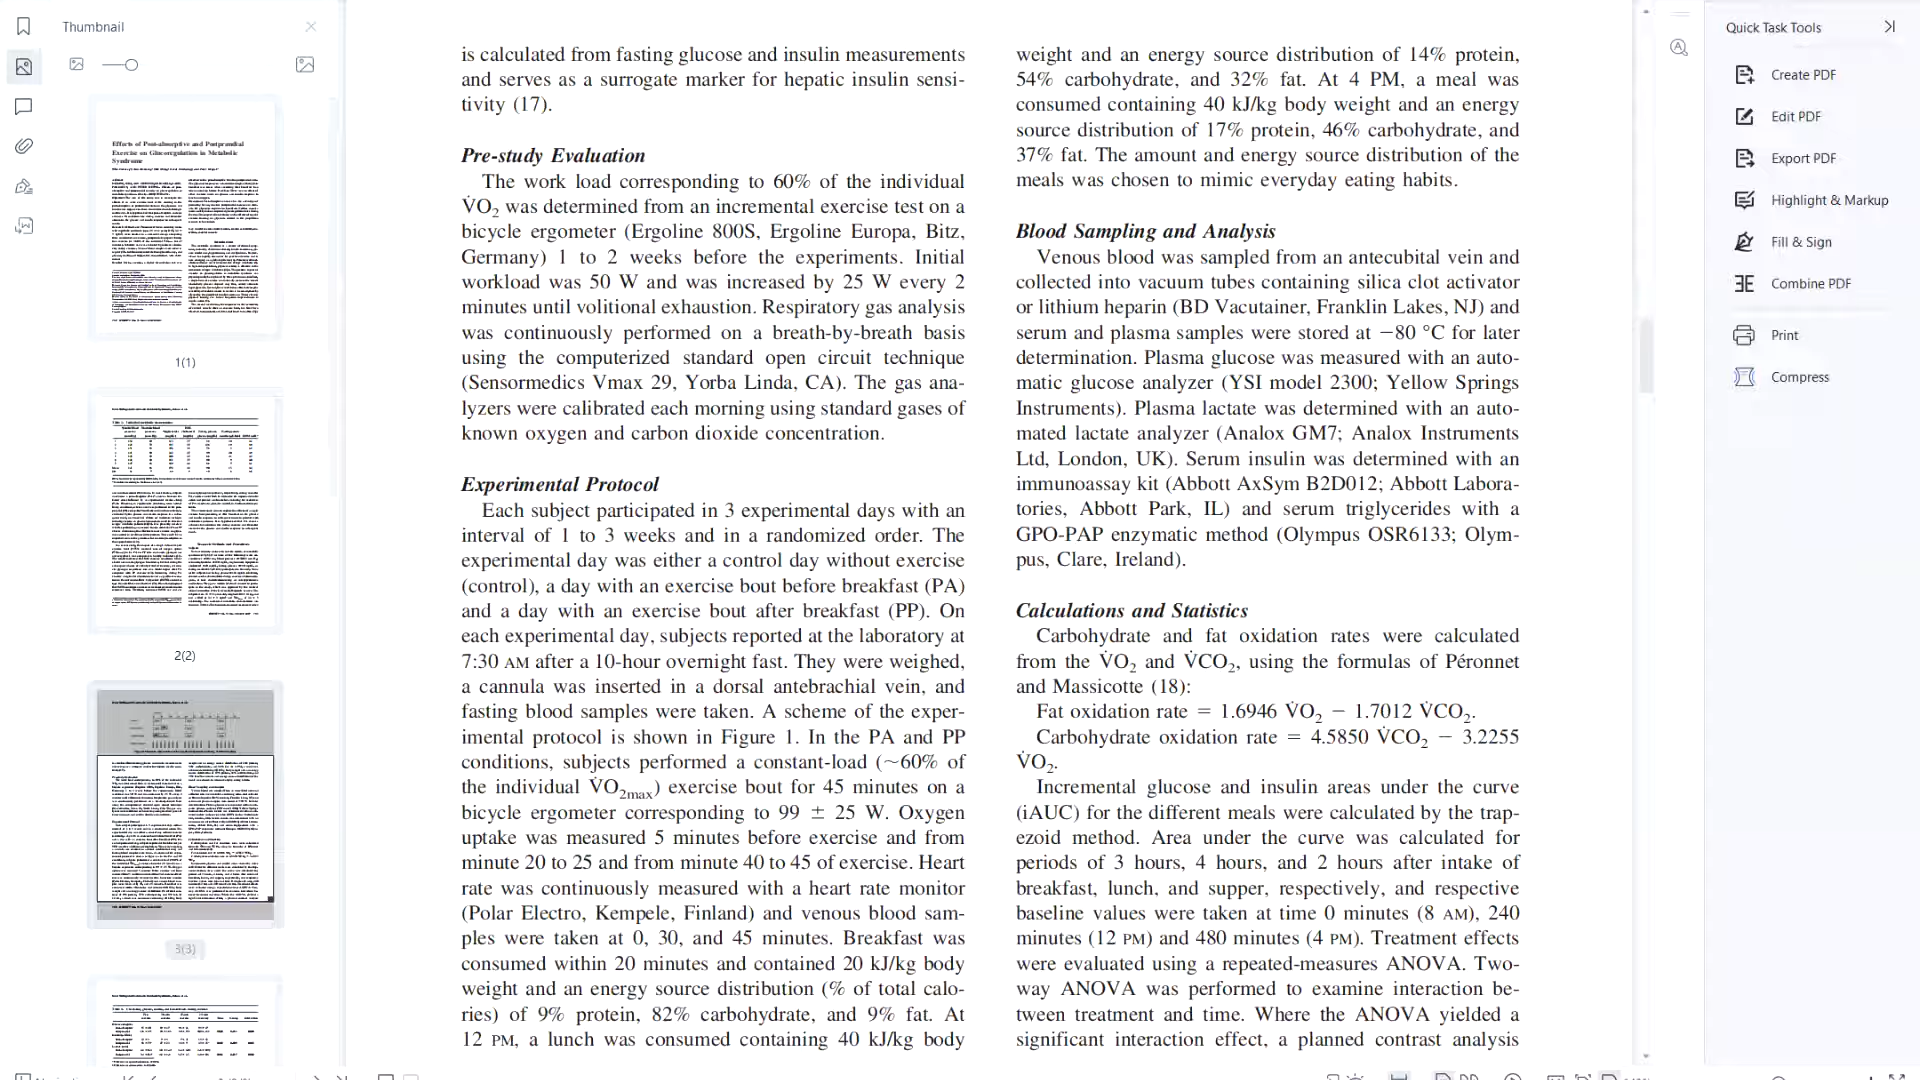 Thumbnail
Effects of Post-absorptive and Postprandial
Exercise on Glucoregulation in Metabolic
Syndrome
1(1)
2(2)
3(3)
is calculated from fasting glucose and insulin measurements
and serves as a surrogate marker for hepatic insulin sensi-
tivity (17).
Pre-study Evaluation
The work load corresponding to 60% of the individual
V̇O₂ was determined from an incremental exercise test on a
bicycle ergometer (Ergoline 800S, Ergoline Europa, Bitz,
Germany) 1 to 2 weeks before the experiments. Initial
workload was 50 W and was increased by 25 W every 2
minutes until volitional exhaustion. Respiratory gas analysis
was continuously performed on a breath-by-breath basis
using the computerized standard open circuit technique
(Sensormedics Vmax 29, Yorba Linda, CA). The gas ana-
lyzers were calibrated each morning using standard gases of
known oxygen and carbon dioxide concentration.
Experimental Protocol
Each subject participated in 3 experimental days with an
interval of 1 to 3 weeks and in a randomized order. The
experimental day was either a control day without exercise
(control), a day with an exercise bout before breakfast (PA)
and a day with an exercise bout after breakfast (PP). On
each experimental day, subjects reported at the laboratory at
7:30 AM after a 10-hour overnight fast. They were weighed,
a cannula was inserted in a dorsal antebrachial vein, and
fasting blood samples were taken. A scheme of the exper-
imental protocol is shown in Figure 1. In the PA and PP
conditions, subjects performed a constant-load (~60% of
the individual V̇O₂max) exercise bout for 45 minutes on a
bicycle ergometer corresponding to 99 ± 25 W. Oxygen
uptake was measured 5 minutes before exercise and from
minute 20 to 25 and from minute 40 to 45 of exercise. Heart
rate was continuously measured with a heart rate monitor
(Polar Electro, Kempele, Finland) and venous blood sam-
ples were taken at 0, 30, and 45 minutes. Breakfast was
consumed within 20 minutes and contained 20 kJ/kg body
weight and an energy source distribution (% of total calo-
ries) of 9% protein, 82% carbohydrate, and 9% fat. At
12 PM, a lunch was consumed containing 40 kJ/kg body
weight and an energy source distribution of 14% protein,
54% carbohydrate, and 32% fat. At 4 PM, a meal was
consumed containing 40 kJ/kg body weight and an energy
source distribution of 17% protein, 46% carbohydrate, and
37% fat. The amount and energy source distribution of the
meals was chosen to mimic everyday eating habits.
Blood Sampling and Analysis
Venous blood was sampled from an antecubital vein and
collected into vacuum tubes containing silica clot activator
or lithium heparin (BD Vacutainer, Franklin Lakes, NJ) and
serum and plasma samples were stored at −80 °C for later
determination. Plasma glucose was measured with an auto-
matic glucose analyzer (YSI model 2300; Yellow Springs
Instruments). Plasma lactate was determined with an auto-
mated lactate analyzer (Analox GM7; Analox Instruments
Ltd, London, UK). Serum insulin was determined with an
immunoassay kit (Abbott AxSym B2D012; Abbott Labora-
tories, Abbott Park, IL) and serum triglycerides with a
GPO-PAP enzymatic method (Olympus OSR6133; Olym-
pus, Clare, Ireland).
Calculations and Statistics
Carbohydrate and fat oxidation rates were calculated
from the V̇O₂ and V̇CO₂, using the formulas of Péronnet
and Massicotte (18):
Fat oxidation rate = 1.6946 V̇O₂ − 1.7012 V̇CO₂.
Carbohydrate oxidation rate = 4.5850 V̇CO₂ − 3.2255
V̇O₂.
Incremental glucose and insulin areas under the curve
(iAUC) for the different meals were calculated by the trap-
ezoid method. Area under the curve was calculated for
periods of 3 hours, 4 hours, and 2 hours after intake of
breakfast, lunch, and supper, respectively, and respective
baseline values were taken at time 0 minutes (8 AM), 240
minutes (12 PM) and 480 minutes (4 PM). Treatment effects
were evaluated using a repeated-measures ANOVA. Two-
way ANOVA was performed to examine interaction be-
tween treatment and time. Where the ANOVA yielded a
significant interaction effect, a planned contrast analysis
Quick Task Tools
Create PDF
Edit PDF
Export PDF
Highlight & Markup
Fill & Sign
Combine PDF
Print
Compress